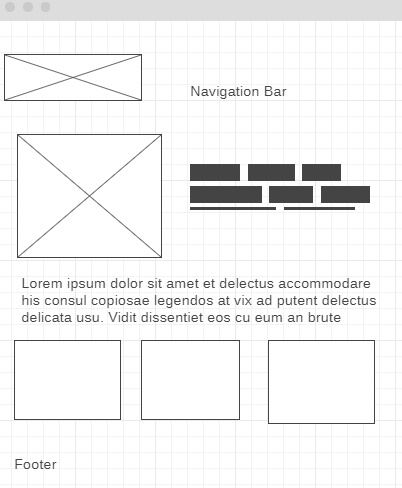 Navigation Bar
Lorem ipsum dolor sit amet et delectus accommodare
his consul copiosae legendos at vix ad putent delectus
delicata usu. Vidit dissentiet eos cu eum an brute
Footer